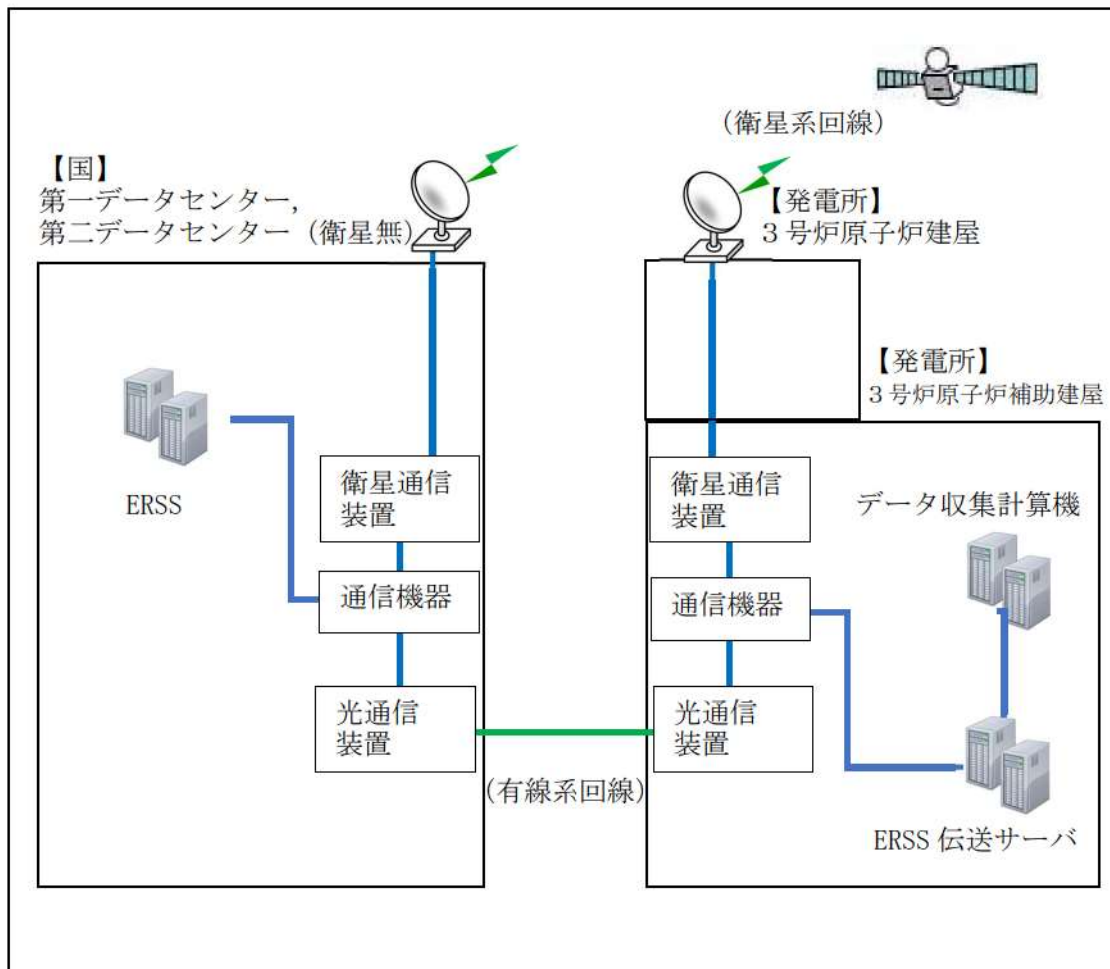 （衛星系回線）
【国】
第一データセンター，
第二データセンター（衛星無）
【発電所】
３号炉原子炉建屋
【発電所】
３号炉原子炉補助建屋
ERSS
衛星通信
装置
通信機器
光通信
装置
（有線系回線）
衛星通信
装置
通信機器
光通信
装置
データ収集計算機
ERSS 伝送サーバ